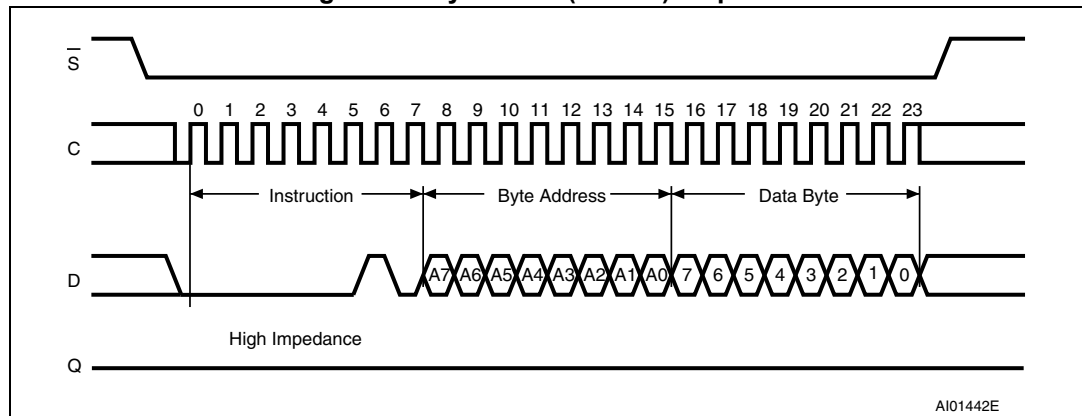 S
0 1 2 3 4 5 6 7 8 9 10 11 12 13 14 15 16 17 18 19 20 21 22 23
C
Instruction Byte Address Data Byte
D A7 A6 A5 A4 A3 A2 A1 A0 7 6 5 4 3 2 1 0
High Impedance
Q
AI01442E